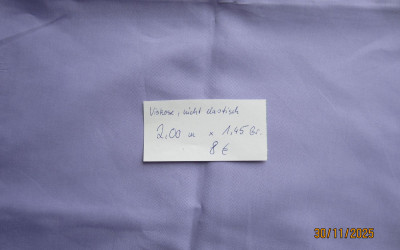 Viskose, nicht elastisch
2,00 m x 1,45 Br.
8 €
30/11/2025